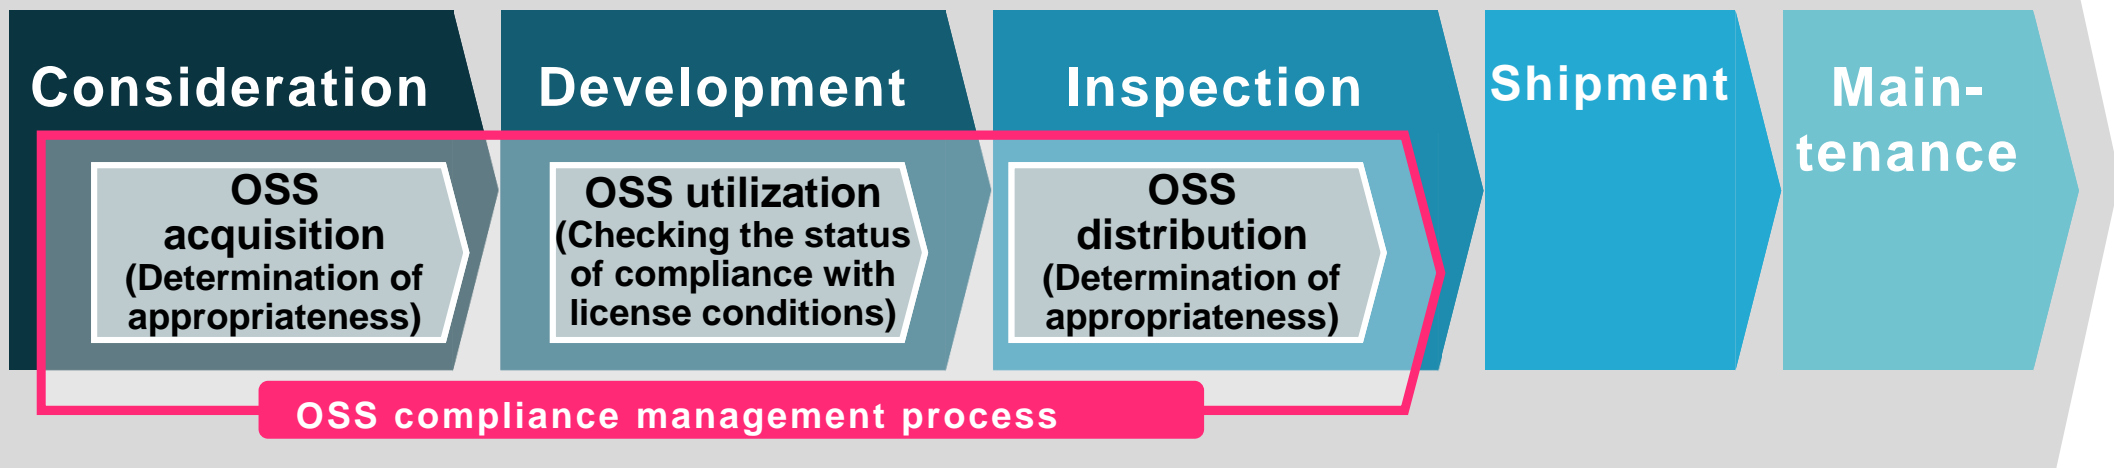 Consideration
OSS
acquisition
(Determination of
appropriateness)
Development
OSS utilization
(Checking the status
of compliance with
license conditions)
Inspection
OSS
distribution
(Determination of
appropriateness)
Shipment
Main-
tenance
OSS compliance management process